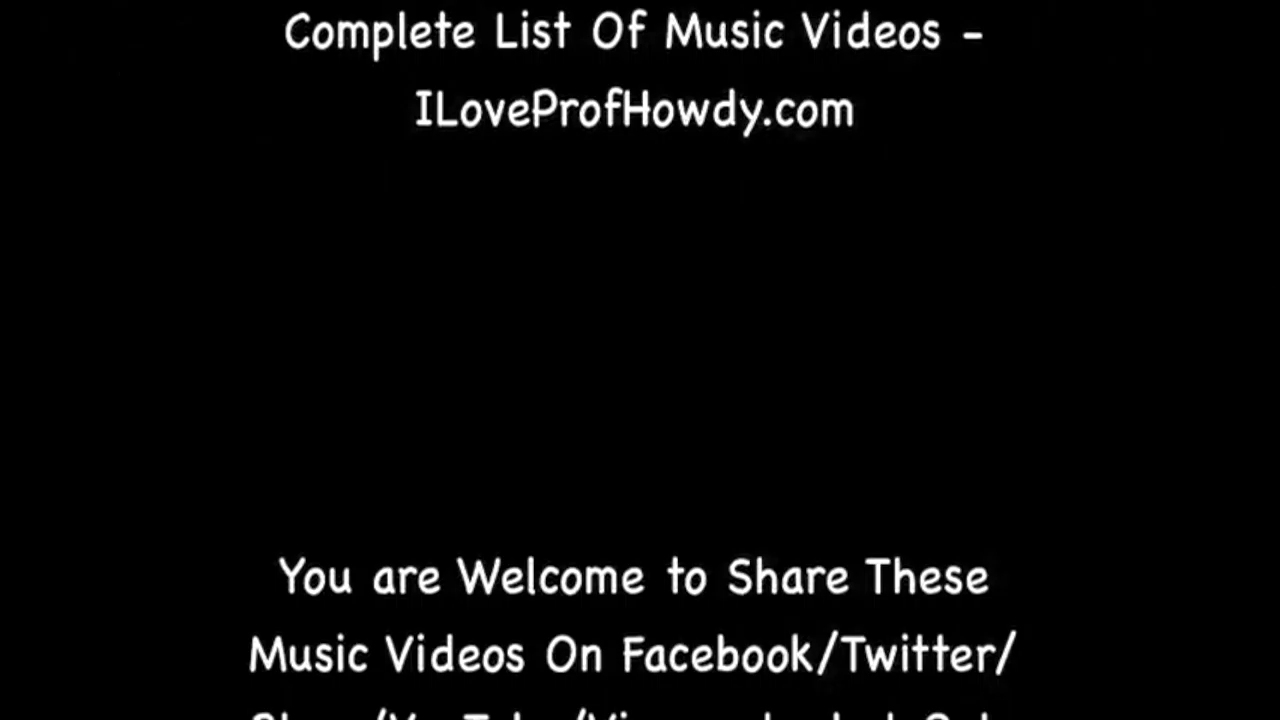 Complete List Of Music Videos -
ILoveProfHowdy.com
You are Welcome to Share These
Music Videos On Facebook/Twitter/